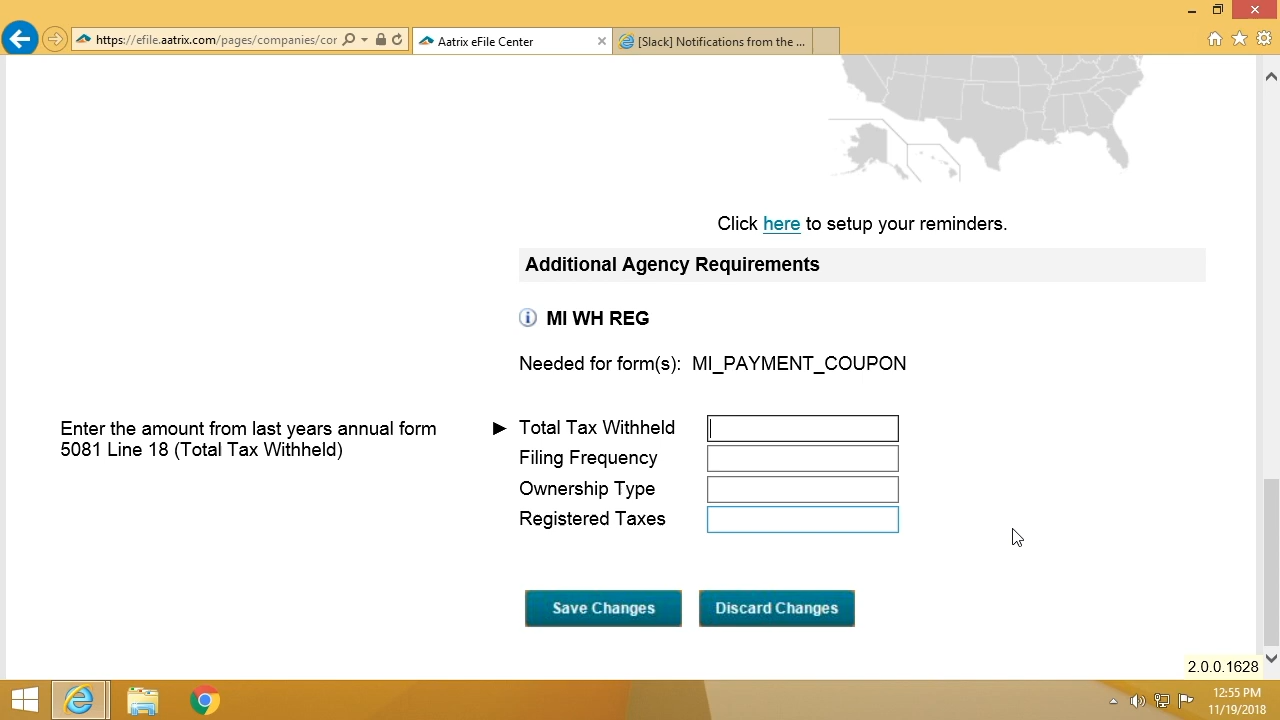 https://efile.aatrix.com/pages/companies/cor
Aatrix eFile Center
[Slack] Notifications from the ...
Click here to setup your reminders.
Additional Agency Requirements
MI WH REG
Needed for form(s): MI_PAYMENT_COUPON
Enter the amount from last years annual form
5081 Line 18 (Total Tax Withheld)
Total Tax Withheld
Filing Frequency
Ownership Type
Registered Taxes
Save Changes
Discard Changes
2.0.0.1628
12:55 PM
11/19/2018